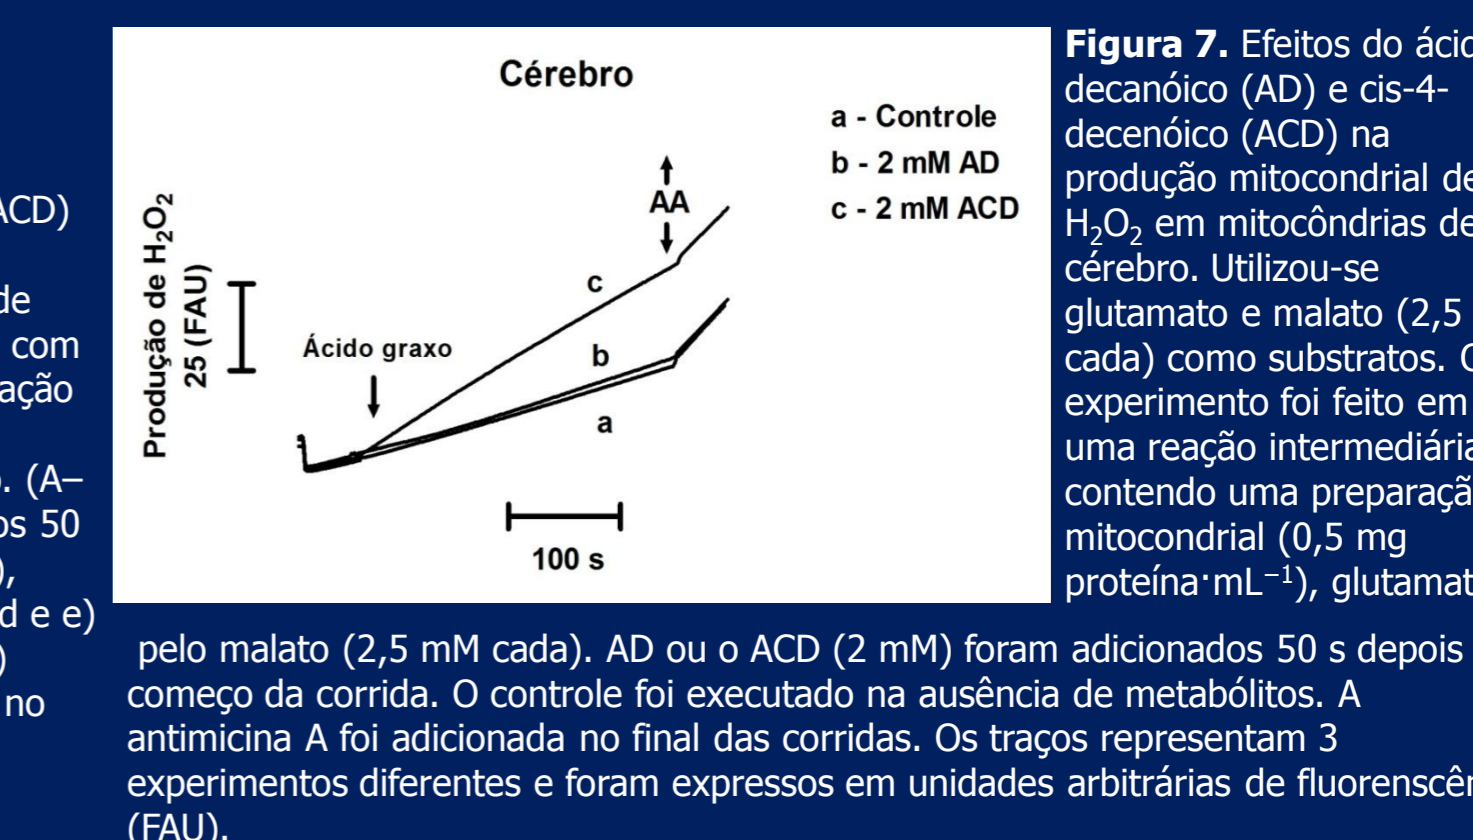 ACD)
de
com
ação
. (A–
os 50
),
d e e)
)
no
Cérebro
a - Controle
b - 2 mM AD
c - 2 mM ACD
AA
Produção de H₂O₂
25 (FAU)
c
Ácido graxo
b
a
100 s
Figura 7. Efeitos do ácid
decanóico (AD) e cis-4-
decenóico (ACD) na
produção mitocondrial de
H₂O₂ em mitocôndrias de
cérebro. Utilizou-se
glutamato e malato (2,5
cada) como substratos. O
experimento foi feito em
uma reação intermediária
contendo uma preparaçã
mitocondrial (0,5 mg
proteína·mL⁻¹), glutamat
pelo malato (2,5 mM cada). AD ou o ACD (2 mM) foram adicionados 50 s depois
começo da corrida. O controle foi executado na ausência de metabólitos. A
antimicina A foi adicionada no final das corridas. Os traços representam 3
experimentos diferentes e foram expressos em unidades arbitrárias de fluorenscên
(FAU).